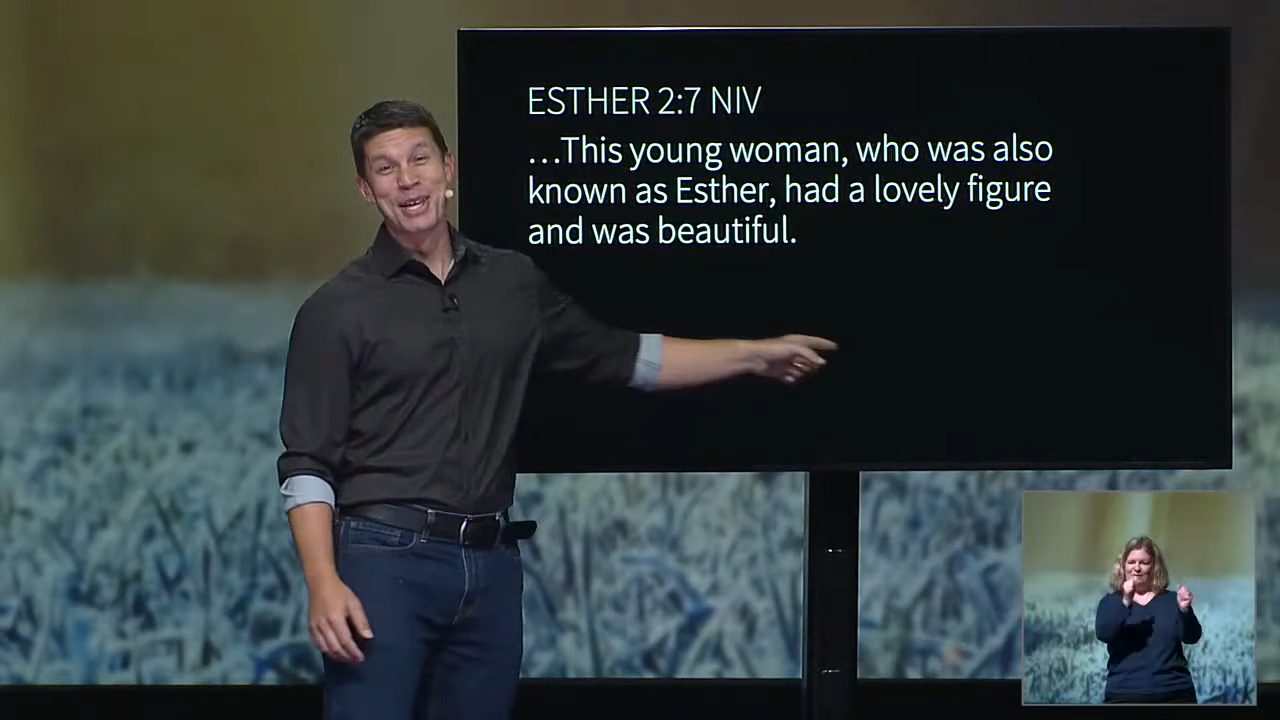 ESTHER 2:7 NIV
…This young woman, who was also
known as Esther, had a lovely figure
and was beautiful.